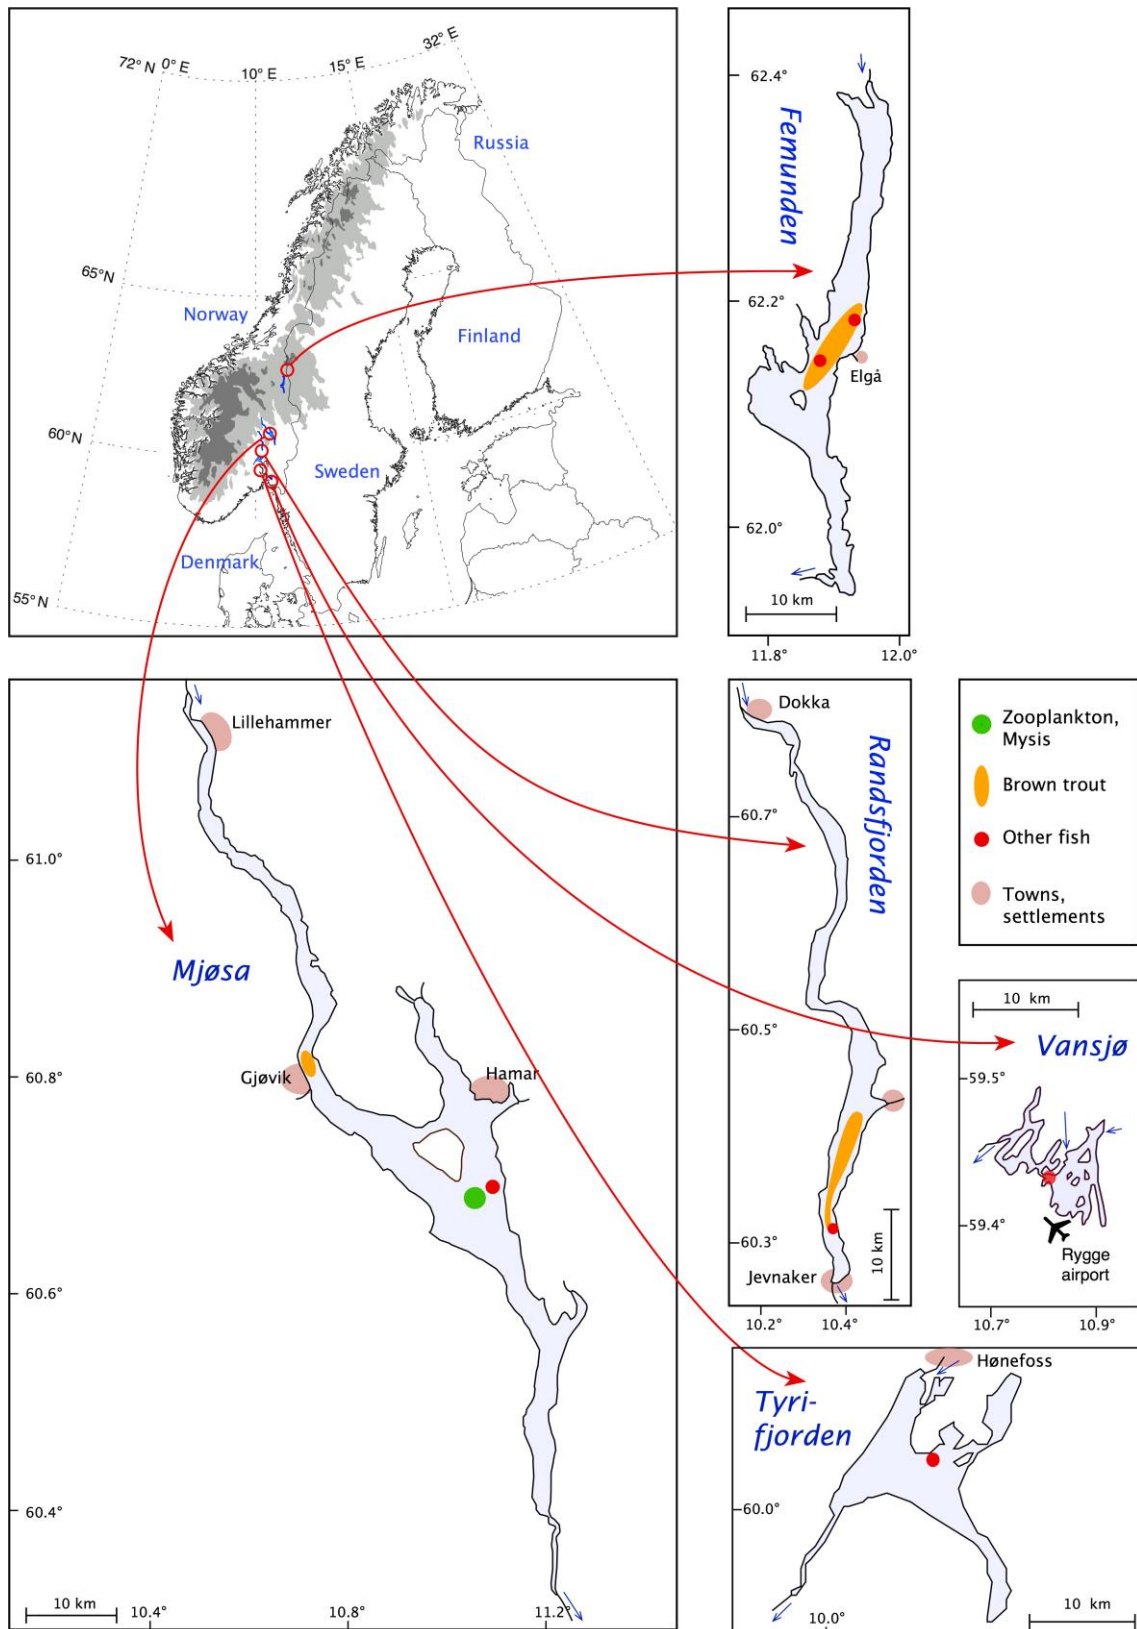 72° N
0° E
10° E
15° E
32° E
Russia
65°N
Norway
Finland
60°N
Sweden
Denmark
55°N
62.4°
Femunden
62.2°
Elgå
62.0°
10 km
11.8°
12.0°
Lillehammer
61.0°
Mjøsa
Gjøvik
Hamar
60.8°
60.6°
60.4°
10 km
10.4°
10.8°
11.2°
Dokka
Randsfjorden
60.7°
60.5°
60.3°
10 km
Jevnaker
10.2°
10.4°
Zooplankton,
Mysis
Brown trout
Other fish
Towns,
settlements
10 km
Vansjø
59.5°
59.4°
Rygge
airport
10.7°
10.9°
Hønefoss
Tyri-
fjorden
60.0°
10.0°
10 km